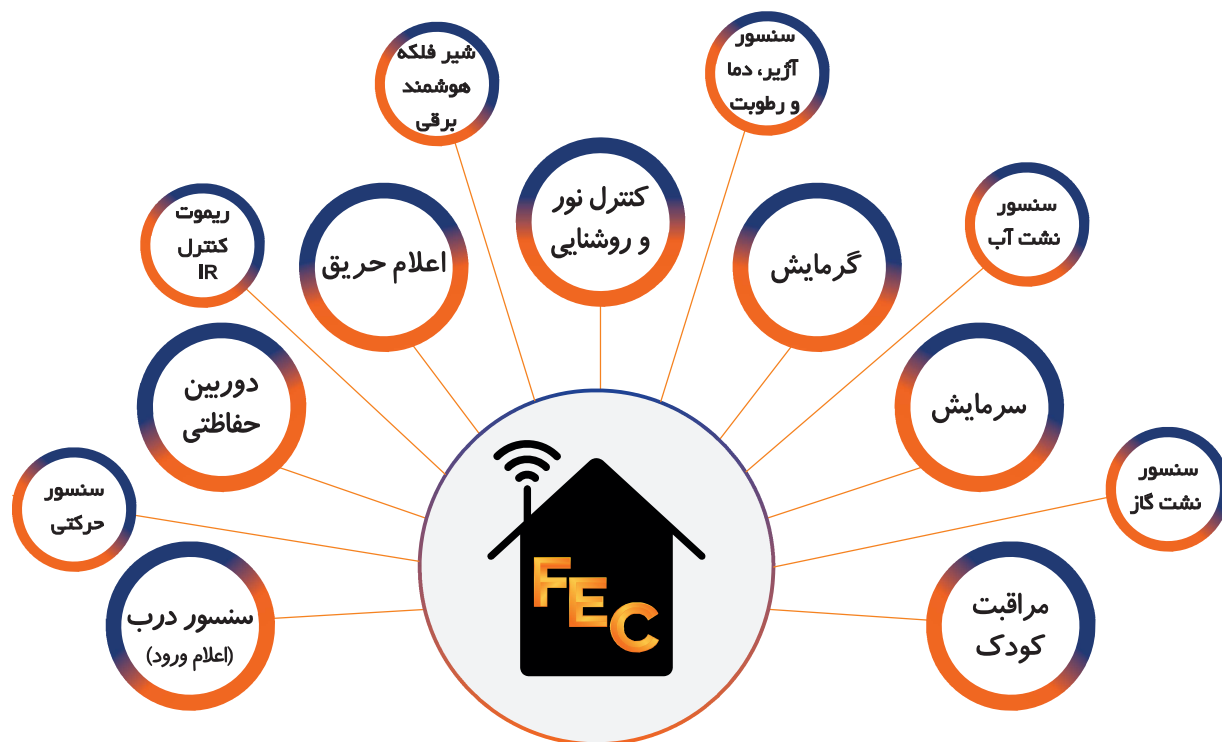 شیر فلکه
هوشمند
برقی
سنسور
آژیر، دما
و رطوبت
کنترل نور
و روشنایی
ریموت
کنترل
IR
اعلام حریق
گرمایش
سنسور
نشت آب
دوربین
حفاظتی
سرمایش
سنسور
حرکتی
سنسور
نشت گاز
سنسور درب
(اعلام ورود)
مراقبت
کودک
FEC